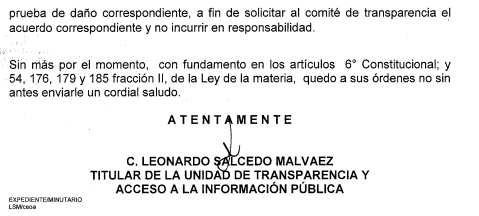 prueba de daño correspondiente, a fin de solicitar al comité de transparencia el
acuerdo correspondiente y no incurrir en responsabilidad.
Sin más por el momento, con fundamento en los artículos 6° Constitucional; y
54, 176, 179 y 185 fracción II, de la Ley de la materia, quedo a sus órdenes no sin
antes enviarle un cordial saludo.
A T E N T A M E N T E
C. LEONARDO SALCEDO MALVAEZ
TITULAR DE LA UNIDAD DE TRANSPARENCIA Y
ACCESO A LA INFORMACIÓN PÚBLICA
EXPEDIENTE/MINUTARIO
LSM/ceoa